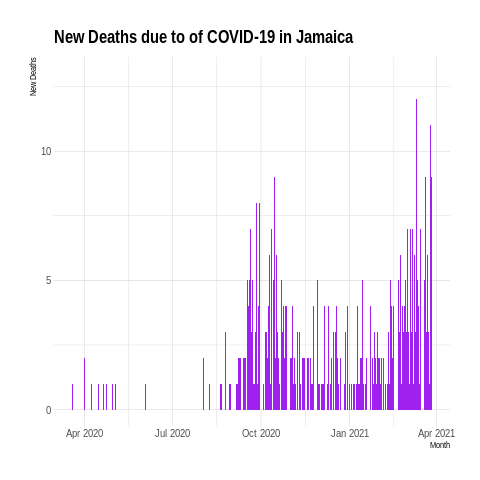 New Deaths due to of COVID-19 in Jamaica
New Deaths
10
5
0
Apr 2020
Jul 2020
Oct 2020
Jan 2021
Apr 2021
Month